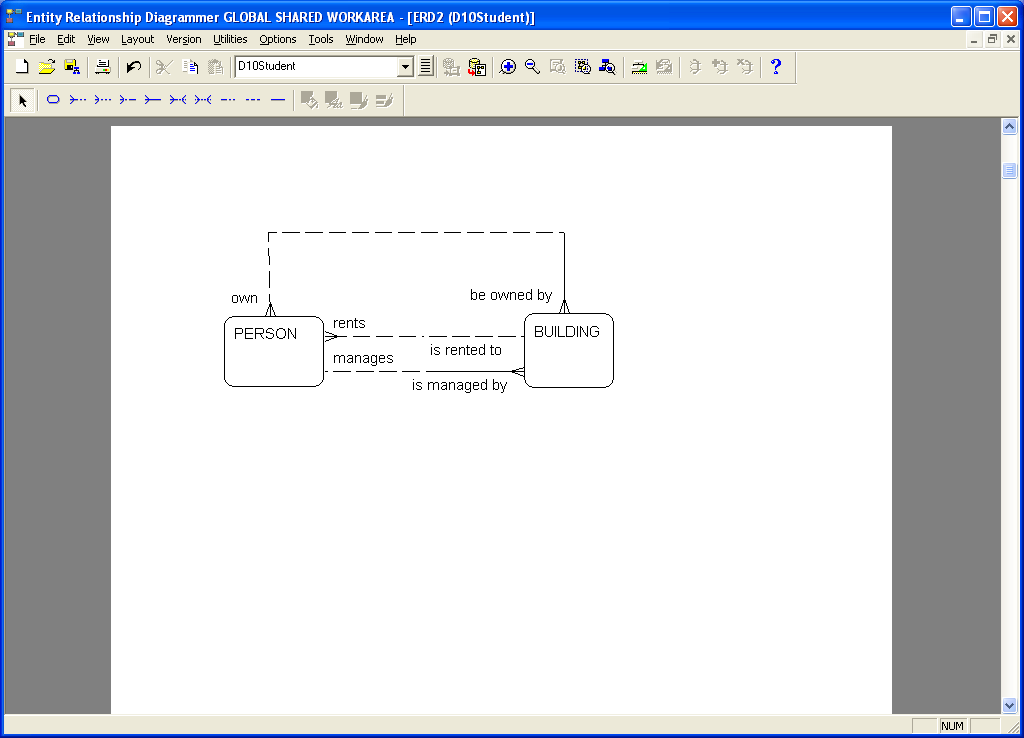 Entity Relationship Diagrammer GLOBAL SHARED WORKAREA - [ERD2 (D10Student)]
File Edit View Layout Version Utilities Options Tools Window Help
D10Student
own
be owned by
PERSON
rents
BUILDING
is rented to
manages
is managed by
NUM